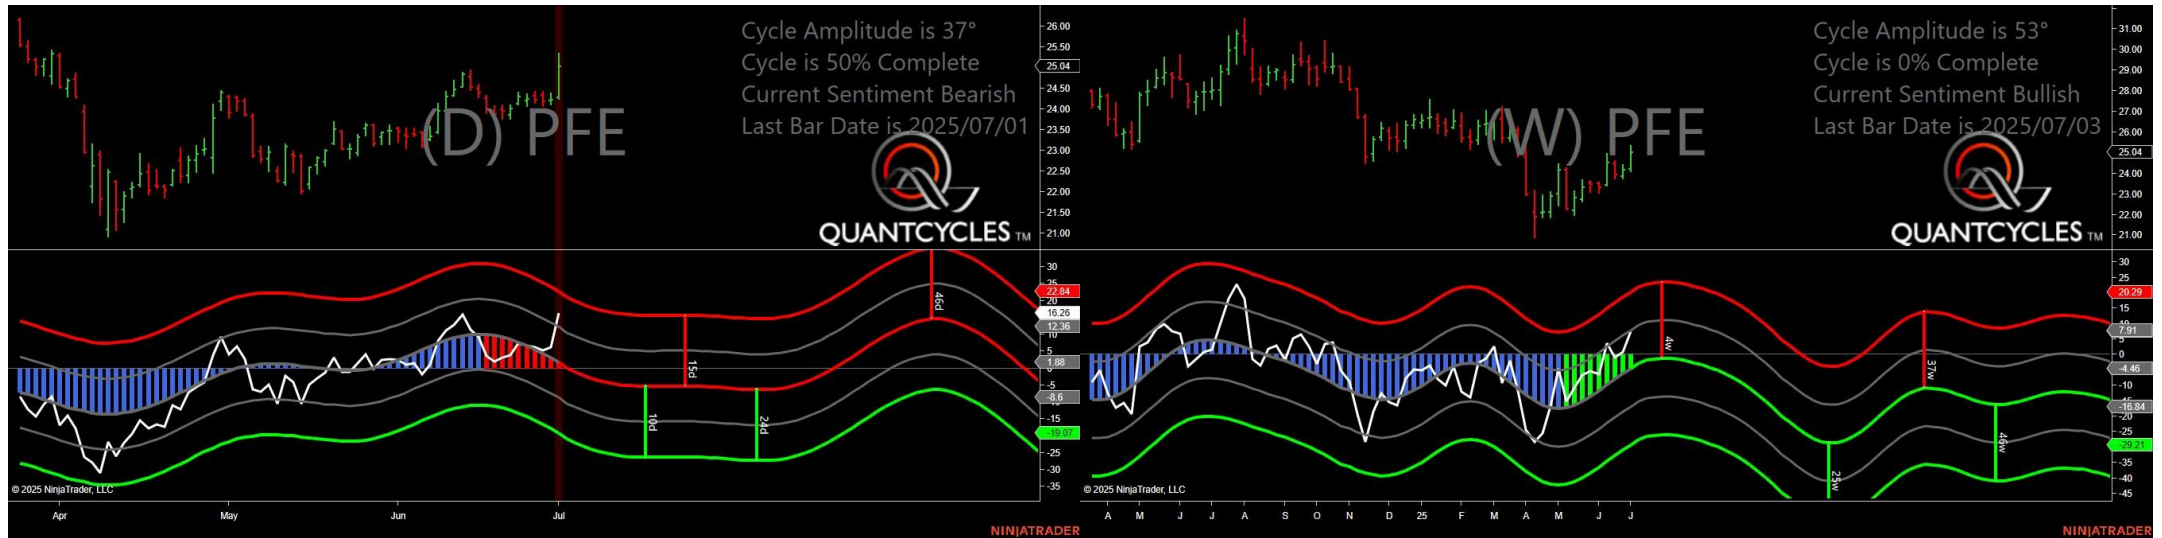 Cycle Amplitude is 37°
Cycle is 50% Complete
Current Sentiment Bearish
Last Bar Date is 2025/07/01
(D) PFE
QUANTCYCLES TM
26.00
25.50
25.04
24.50
24.00
23.50
23.00
22.50
22.00
21.50
21.00
30
22.84
20
16.26
12.36
5
1.88
-5
-8.6
-15
-19.07
-25
-30
-35
46d
15d
10d
24d
© 2025 NinjaTrader, LLC
Apr May Jun Jul
NINJATRADER
Cycle Amplitude is 53°
Cycle is 0% Complete
Current Sentiment Bullish
Last Bar Date is 2025/07/03
(W) PFE
QUANTCYCLES TM
31.00
30.00
29.00
28.00
27.00
26.00
25.04
24.00
23.00
22.00
21.00
30
25
20.29
15
7.91
5
0
-4.46
-10
-16.84
-25
-29.21
-35
-40
-45
4w
37w
25w
46w
© 2025 NinjaTrader, LLC
A M J J A S O N D 25 F M A M J J
NINJATRADER